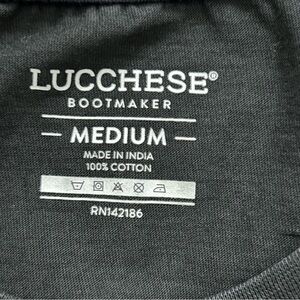 LUCCHESE®
BOOTMAKER
MEDIUM
MADE IN INDIA
100% COTTON
RN142186